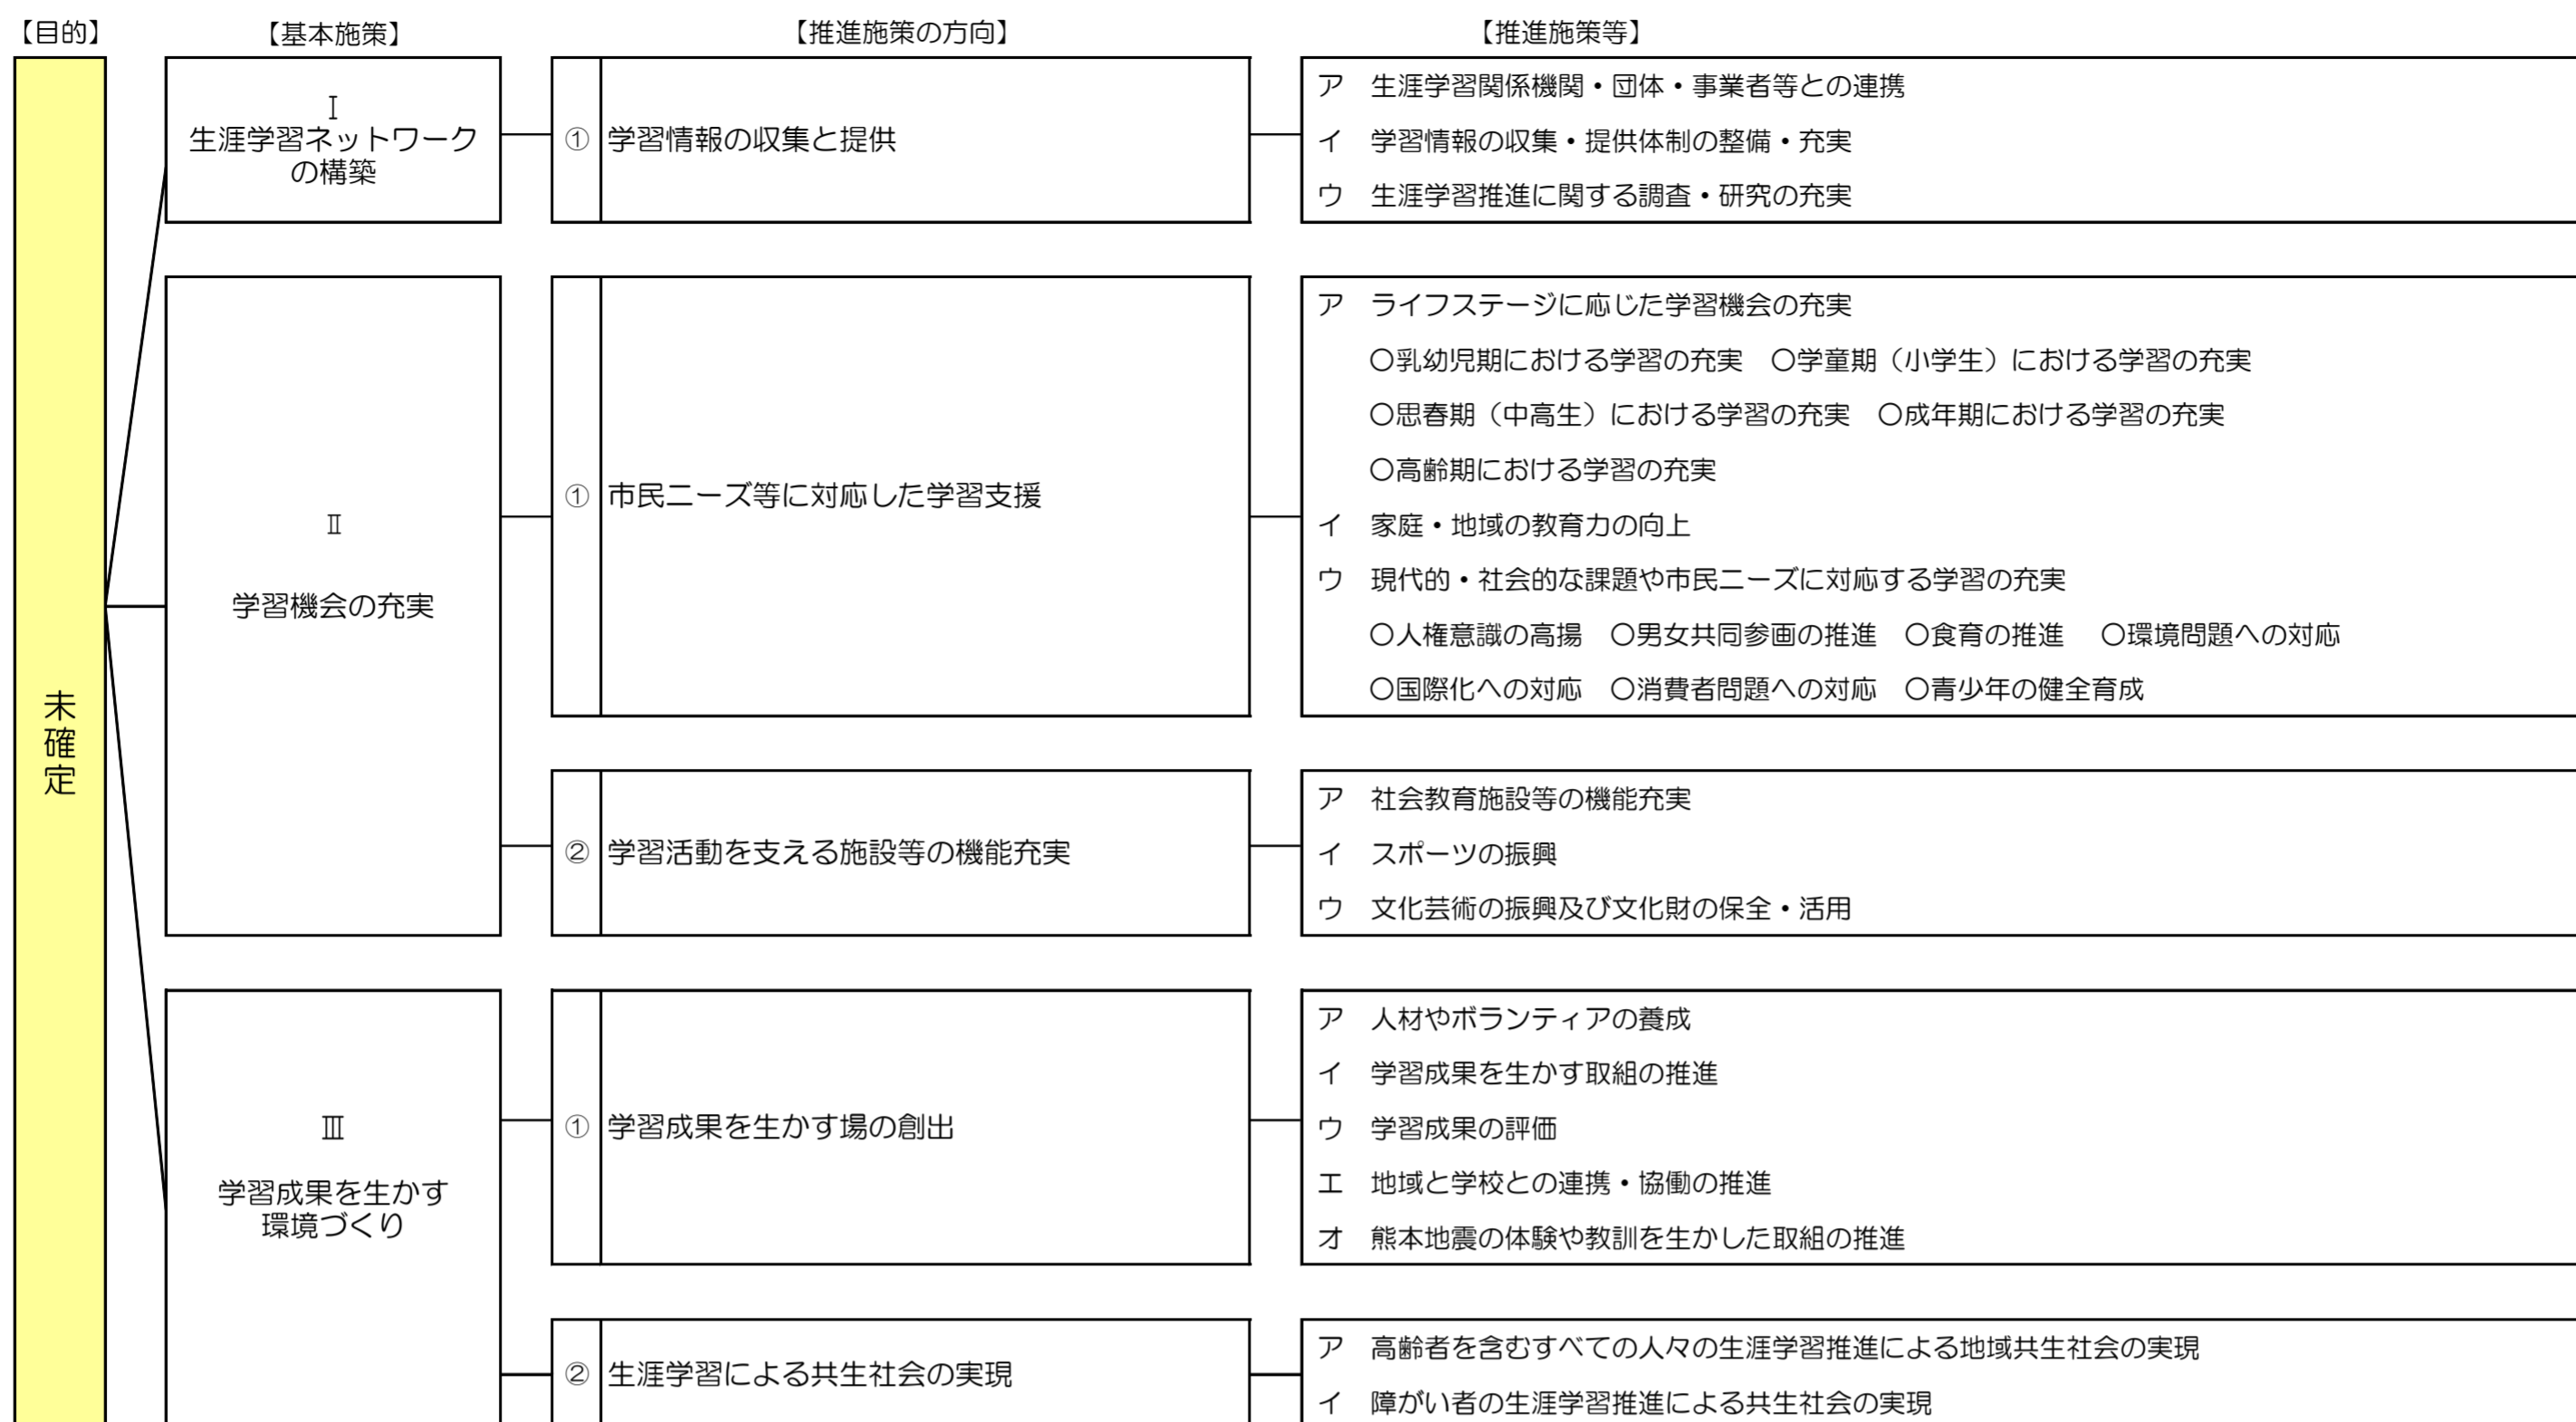 【目的】
【基本施策】
【推進施策の方向】
【推進施策等】
未確定
Ⅰ
生涯学習ネットワーク
の構築
① 学習情報の収集と提供
ア 生涯学習関係機関・団体・事業者等との連携
イ 学習情報の収集・提供体制の整備・充実
ウ 生涯学習推進に関する調査・研究の充実
Ⅱ
学習機会の充実
① 市民ニーズ等に対応した学習支援
ア ライフステージに応じた学習機会の充実
○乳幼児期における学習の充実 ○学童期（小学生）における学習の充実
○思春期（中高生）における学習の充実 ○成年期における学習の充実
○高齢期における学習の充実
イ 家庭・地域の教育力の向上
ウ 現代的・社会的な課題や市民ニーズに対応する学習の充実
○人権意識の高揚 ○男女共同参画の推進 ○食育の推進 ○環境問題への対応
○国際化への対応 ○消費者問題への対応 ○青少年の健全育成
② 学習活動を支える施設等の機能充実
ア 社会教育施設等の機能充実
イ スポーツの振興
ウ 文化芸術の振興及び文化財の保全・活用
Ⅲ
学習成果を生かす
環境づくり
① 学習成果を生かす場の創出
ア 人材やボランティアの養成
イ 学習成果を生かす取組の推進
ウ 学習成果の評価
エ 地域と学校との連携・協働の推進
オ 熊本地震の体験や教訓を生かした取組の推進
② 生涯学習による共生社会の実現
ア 高齢者を含むすべての人々の生涯学習推進による地域共生社会の実現
イ 障がい者の生涯学習推進による共生社会の実現